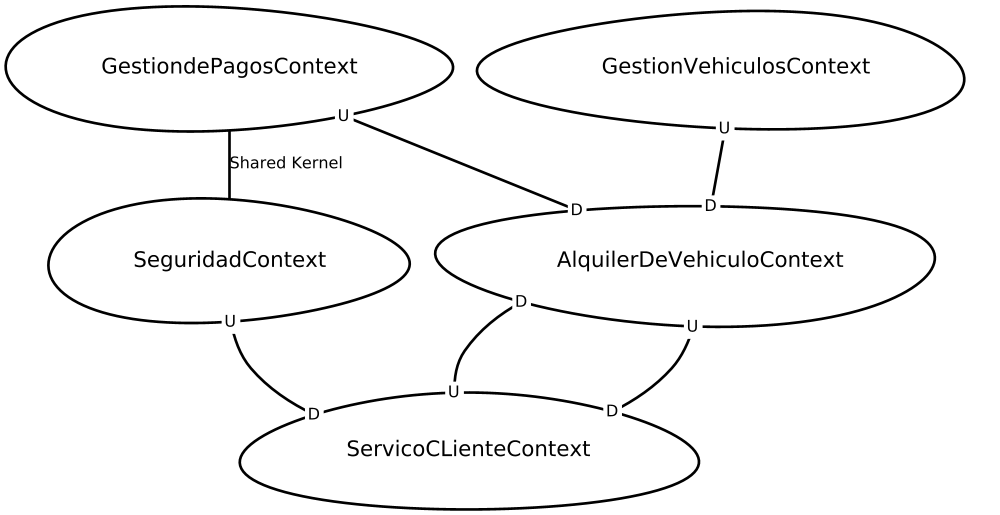 GestiondePagosContext
GestionVehiculosContext
U
U
Shared Kernel
D
D
SeguridadContext
AlquilerDeVehiculoContext
D
U
U
U
D
D
ServicoCLienteContext